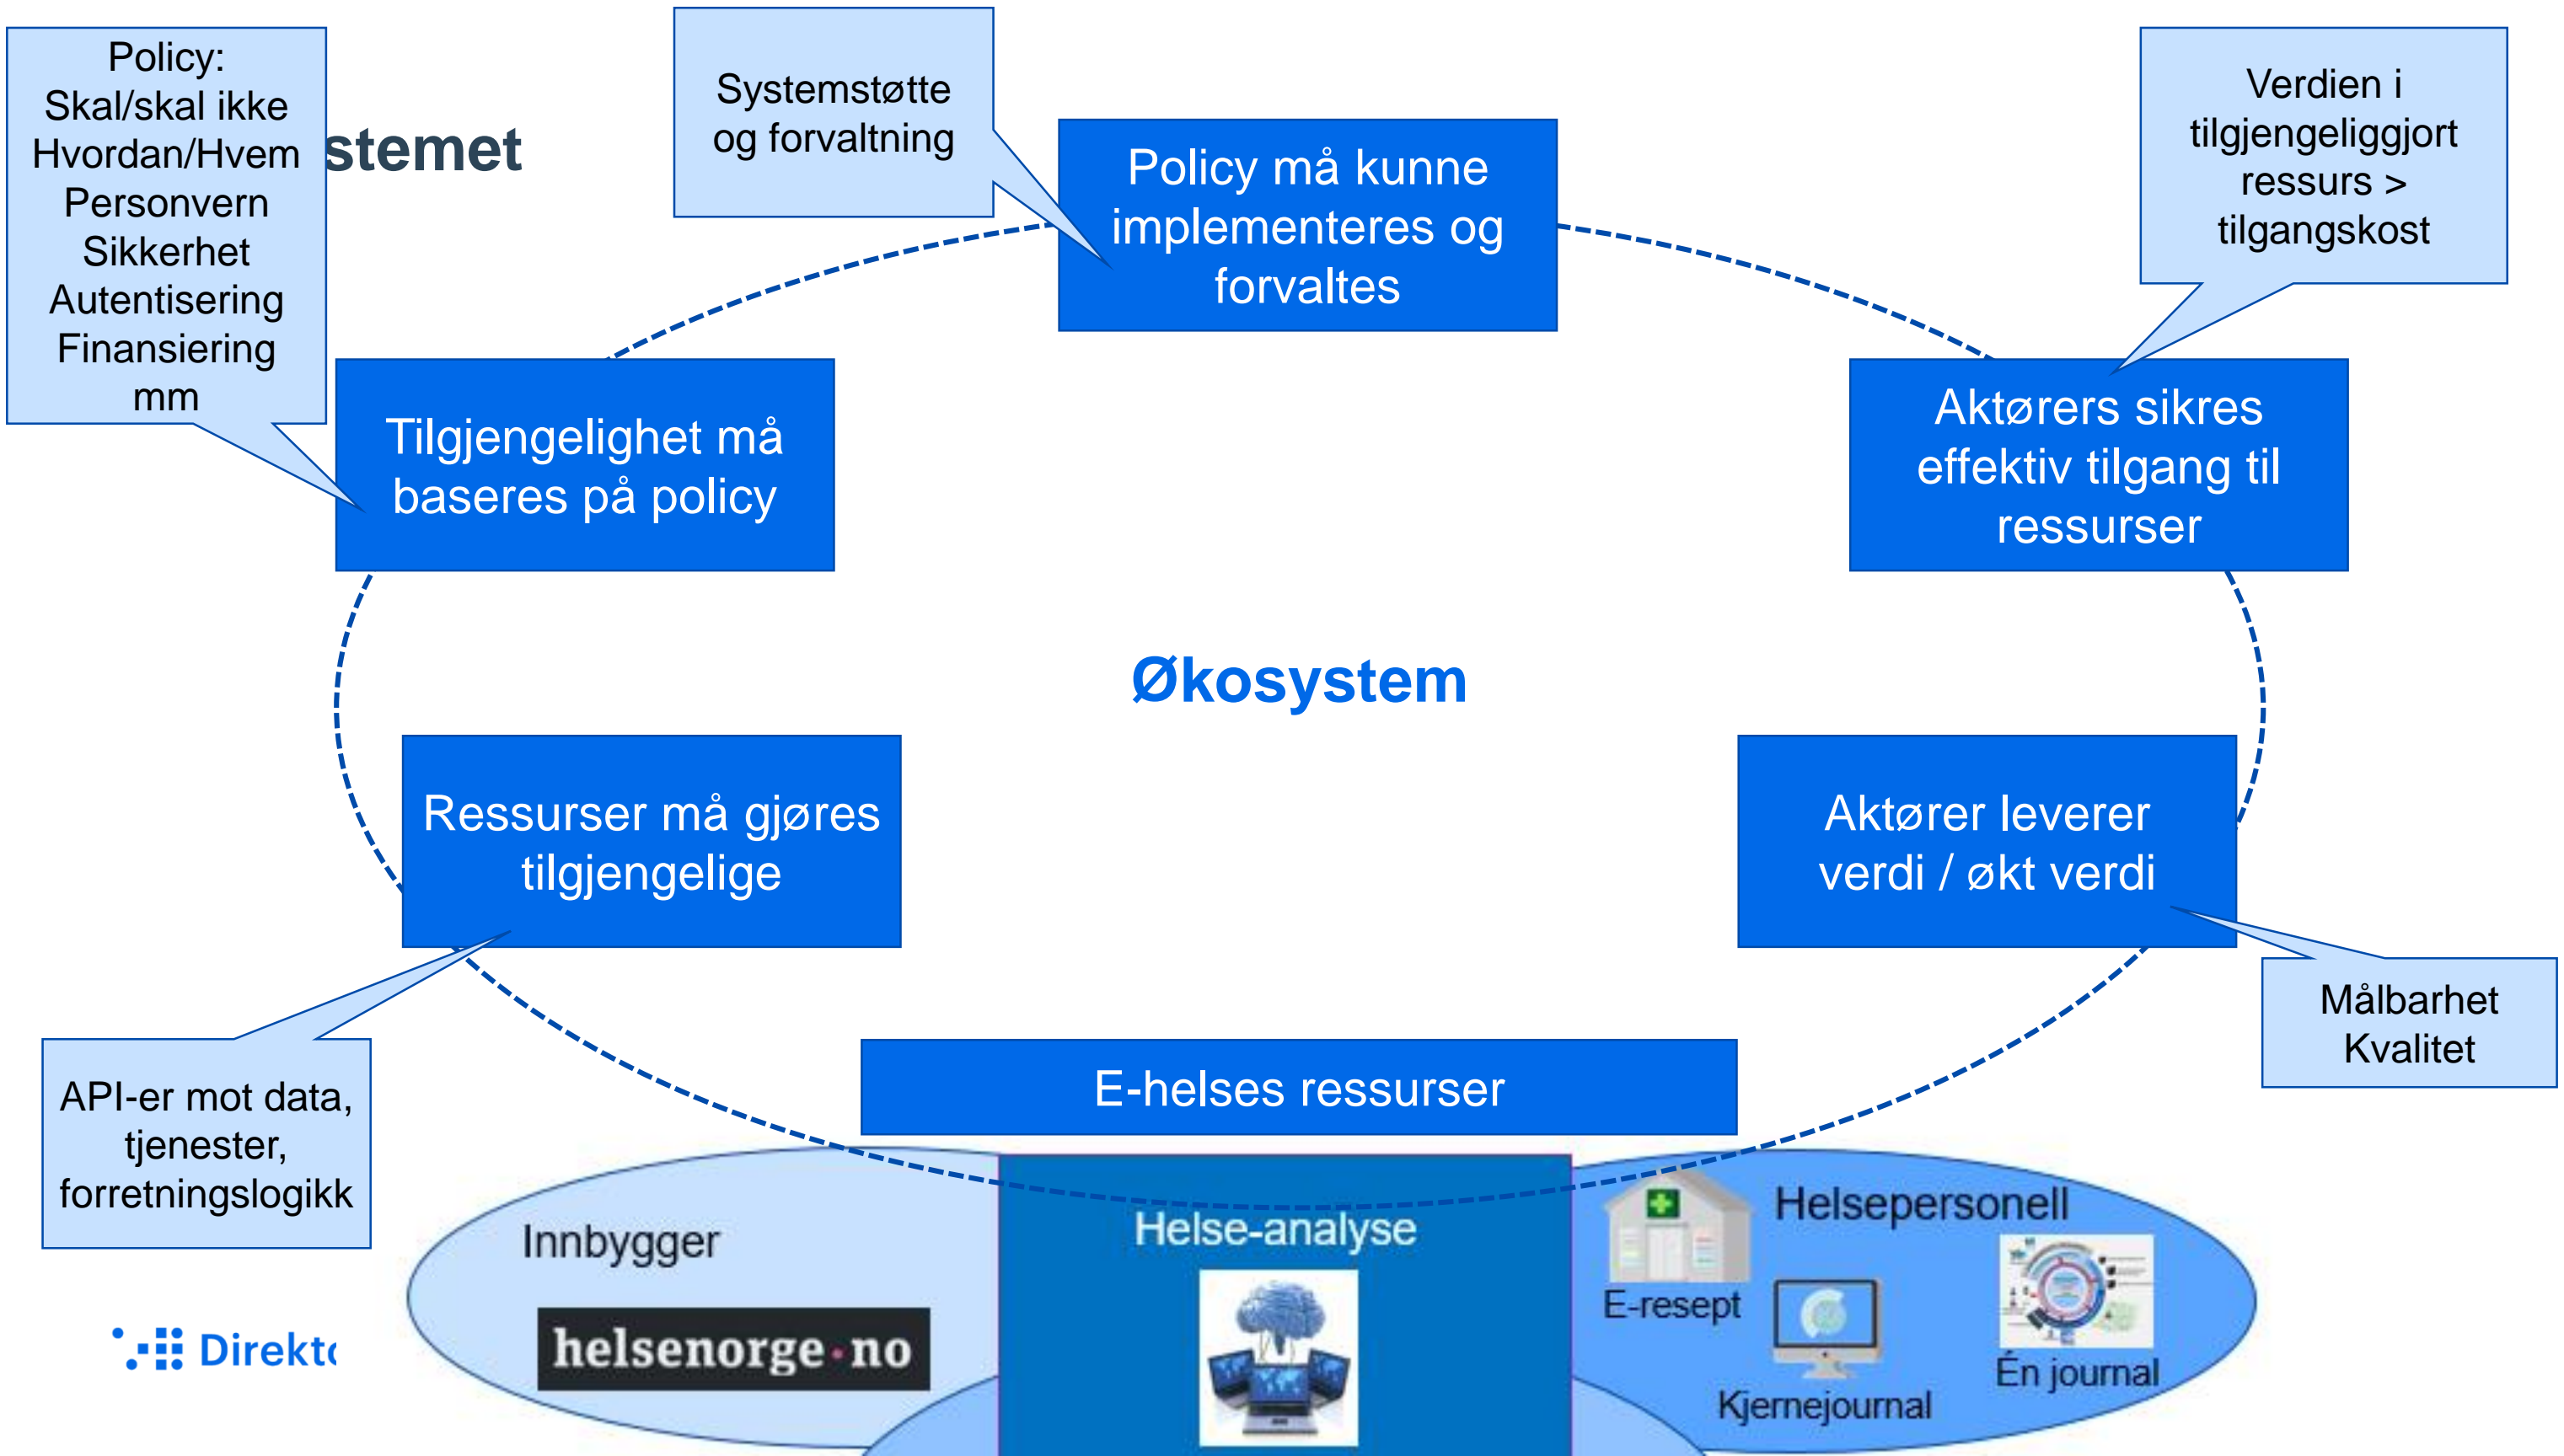 Policy:
Skal/skal ikke
Hvordan/Hvem
Personvern
Sikkerhet
Autentisering
Finansiering
mm
stemet
Systemstøtte
og forvaltning
Policy må kunne
implementeres og
forvaltes
Verdien i
tilgjengeliggjort
ressurs >
tilgangskost
Tilgjengelighet må
baseres på policy
Aktørers sikres
effektiv tilgang til
ressurser
Økosystem
Ressurser må gjøres
tilgjengelige
Aktører leverer
verdi / økt verdi
Målbarhet
Kvalitet
API-er mot data,
tjenester,
forretningslogikk
E-helses ressurser
Innbygger
helsenorge.no
Helse-analyse
Helsepersonell
E-resept
Kjernejournal
Én journal
Direkto